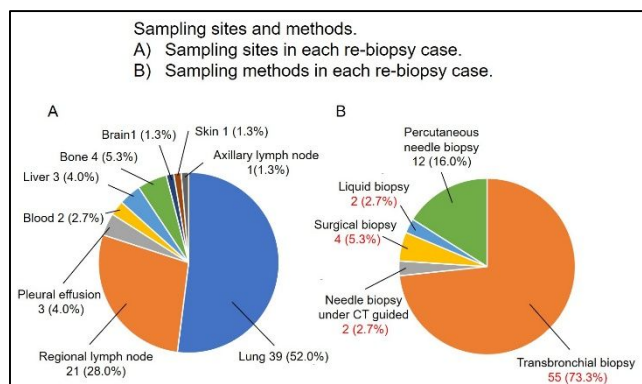 Sampling sites and methods.
A) Sampling sites in each re-biopsy case.
B) Sampling methods in each re-biopsy case.
A
Skin 1 (1.3%)
Brain1 (1.3%)
Axillary lymph node
1(1.3%)
Bone 4 (5.3%)
Liver 3 (4.0%)
Blood 2 (2.7%)
Pleural effusion
3 (4.0%)
Regional lymph node
21 (28.0%)
Lung 39 (52.0%)
B
Percutaneous
needle biopsy
12 (16.0%)
Liquid biopsy
2 (2.7%)
Surgical biopsy
4 (5.3%)
Needle biopsy
under CT guided
2 (2.7%)
Transbronchial biopsy
55 (73.3%)